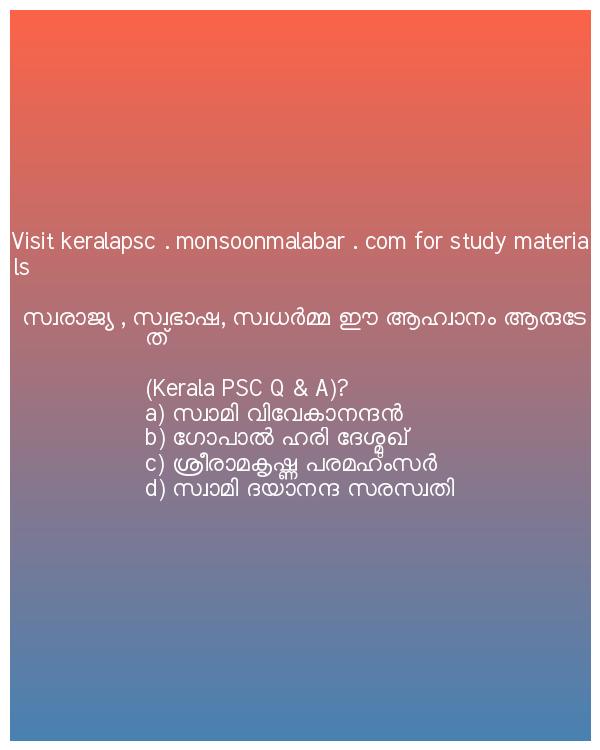 Visit keralapsc . monsoonmalabar . com for study materia
ls
സ്വരാജ്യ , സ്വഭാഷ, സ്വധർമ്മ ഈ ആഹ്വാനം ആരുടേ
ത്
(Kerala PSC Q & A)?
a) സ്വാമി വിവേകാനന്ദൻ
b) ഗോപാൽ ഹരി ദേശ്മുഖ്
c) ശ്രീരാമകൃഷ്ണ പരമഹംസർ
d) സ്വാമി ദയാനന്ദ സരസ്വതി